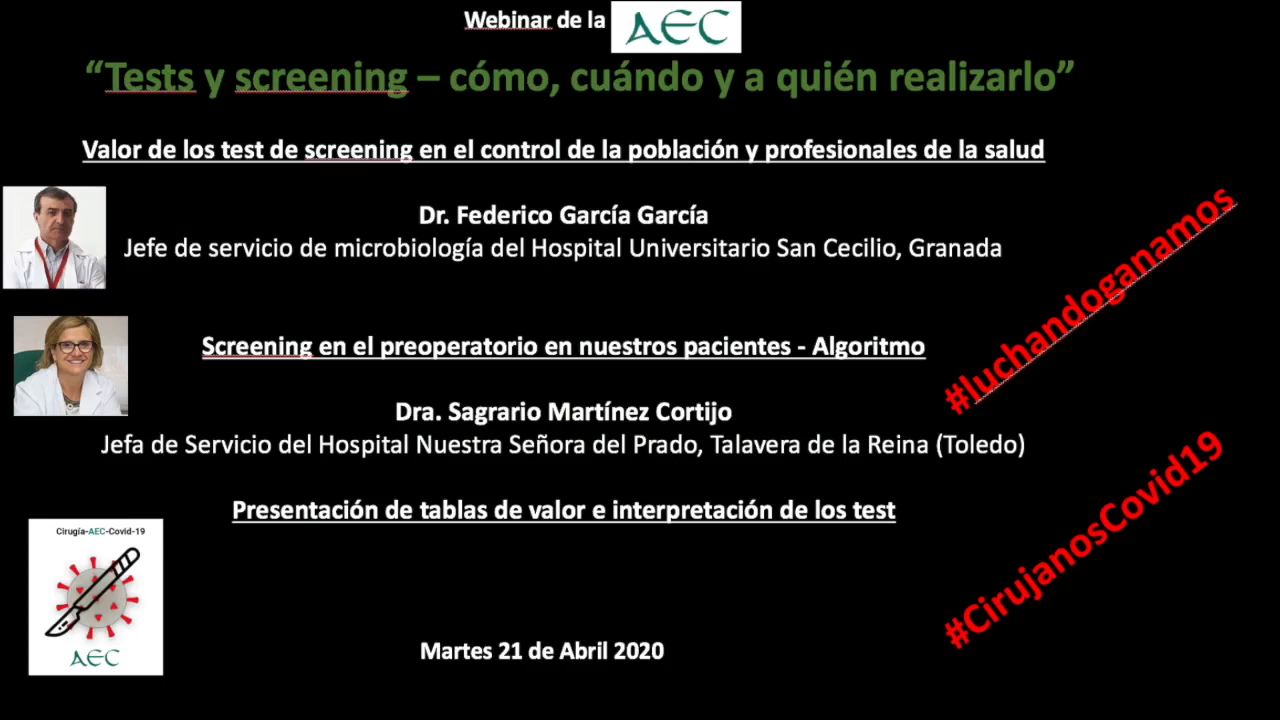 Webinar de la AEC
“Tests y screening – cómo, cuándo y a quién realizarlo”
Valor de los test de screening en el control de la población y profesionales de la salud
Dr. Federico García García
Jefe de servicio de microbiología del Hospital Universitario San Cecilio, Granada
#luchandoganamos
Screening en el preoperatorio en nuestros pacientes - Algoritmo
Dra. Sagrario Martínez Cortijo
Jefa de Servicio del Hospital Nuestra Señora del Prado, Talavera de la Reina (Toledo)
#CirujanosCovid19
Presentación de tablas de valor e interpretación de los test
Cirugía-AEC-Covid-19
AEC
Martes 21 de Abril 2020